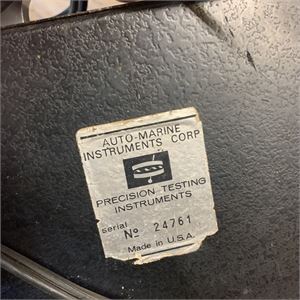 AUTO-MARINE
INSTRUMENTS CORP
PRECISION TESTING
INSTRUMENTS
serial
No 24761
Made in U.S.A.